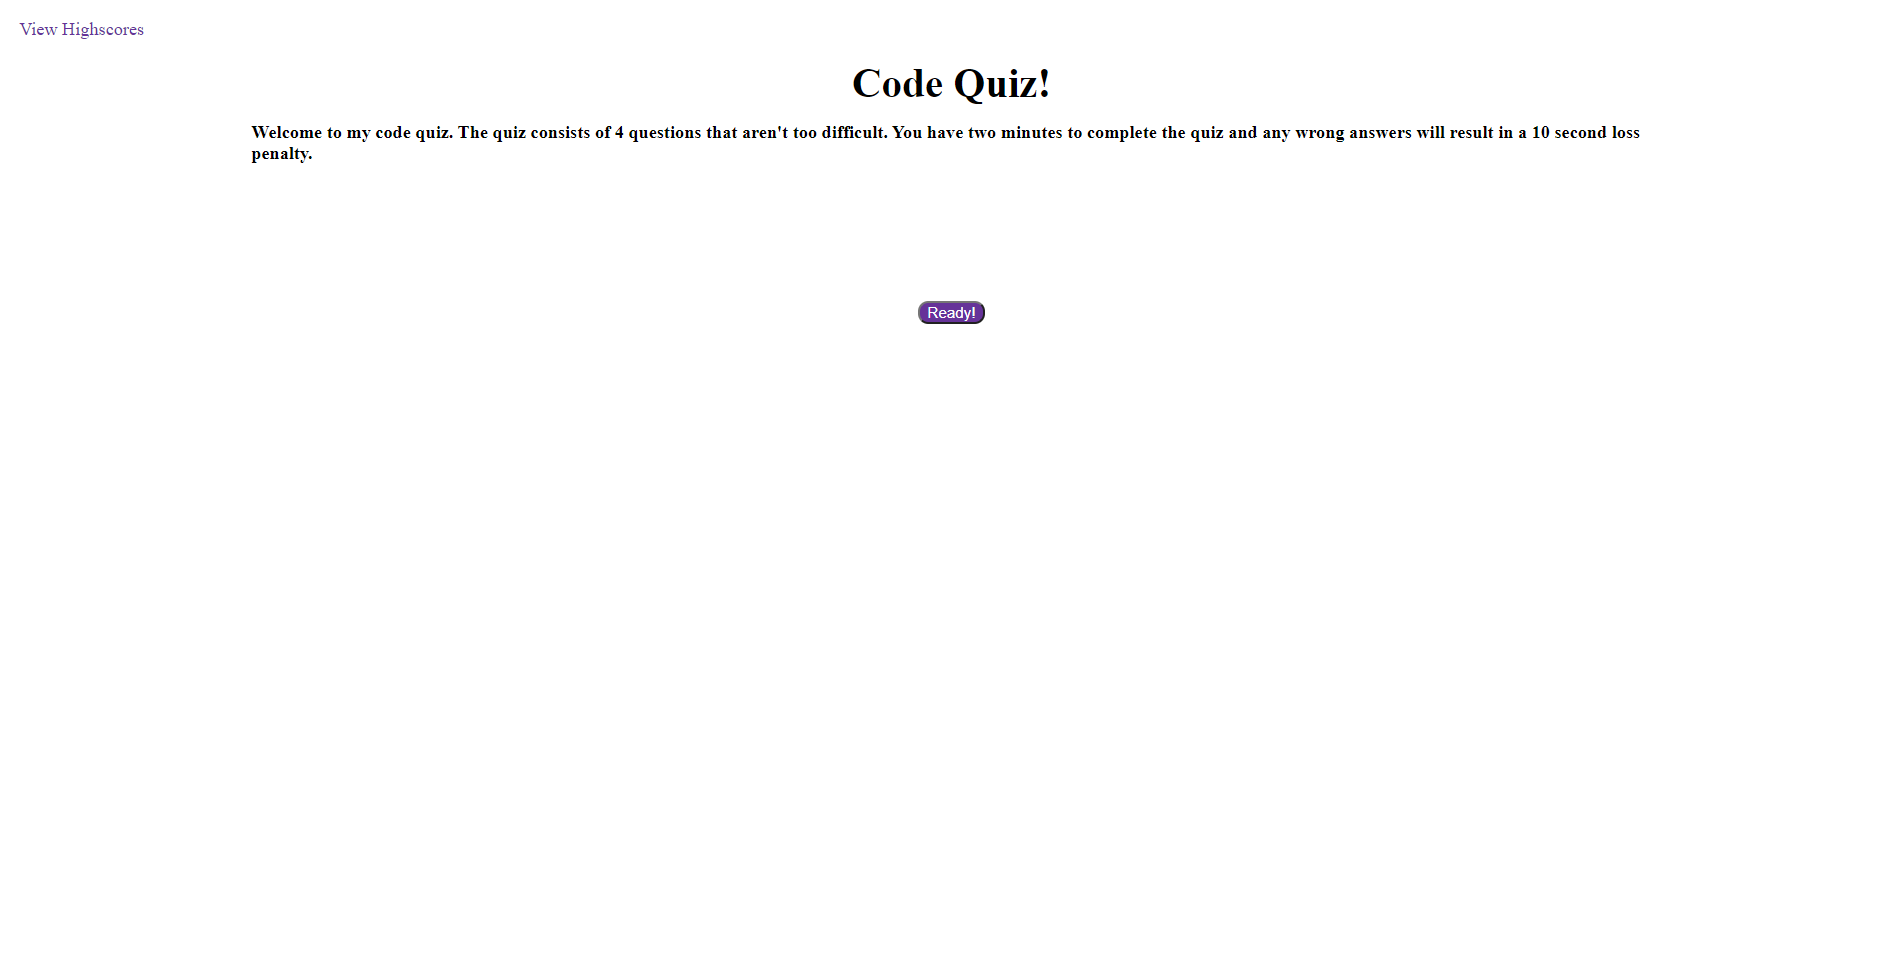 View Highscores
Code Quiz!
Welcome to my code quiz. The quiz consists of 4 questions that aren't too difficult. You have two minutes to complete the quiz and any wrong answers will result in a 10 second loss
penalty.
Ready!